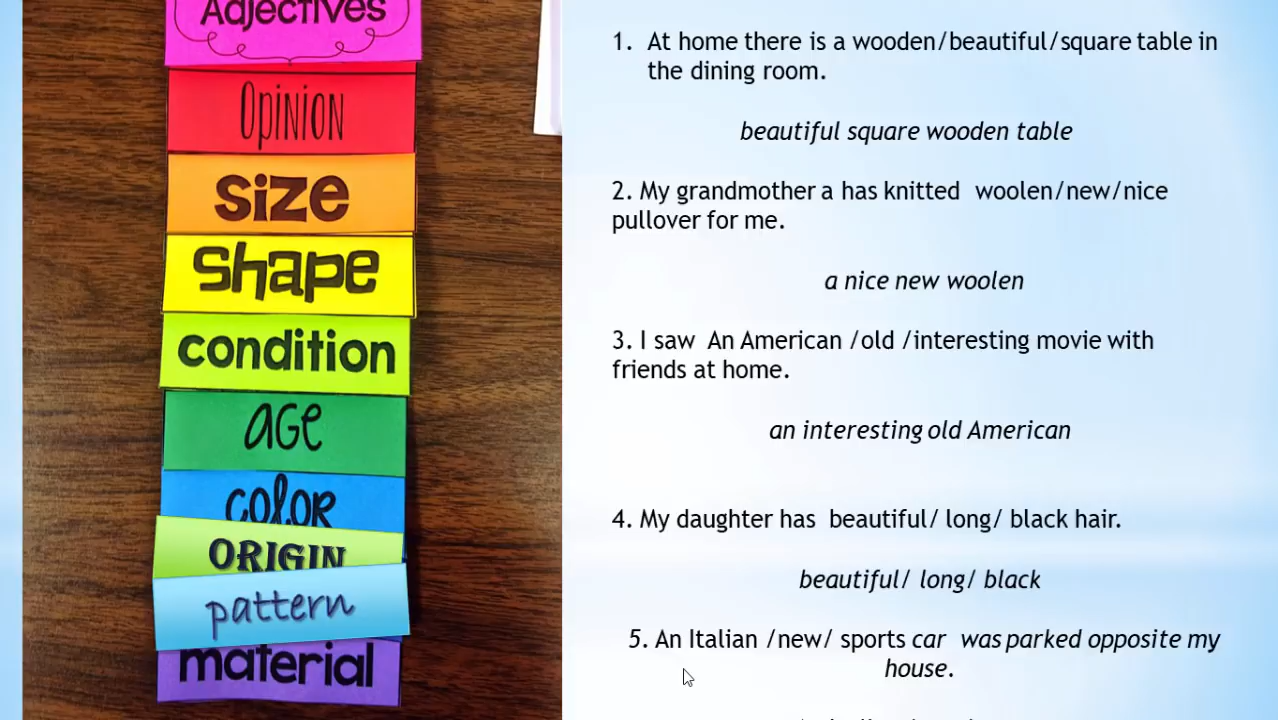 Adjectives
Opinion
size
shape
condition
AGE
color
ORIGIN
pattern
material
1. At home there is a wooden/beautiful/square table in
the dining room.
beautiful square wooden table
2. My grandmother a has knitted woolen/new/nice
pullover for me.
a nice new woolen
3. I saw An American /old /interesting movie with
friends at home.
an interesting old American
4. My daughter has beautiful/ long/ black hair.
beautiful/ long/ black
5. An Italian /new/ sports car was parked opposite my
house.